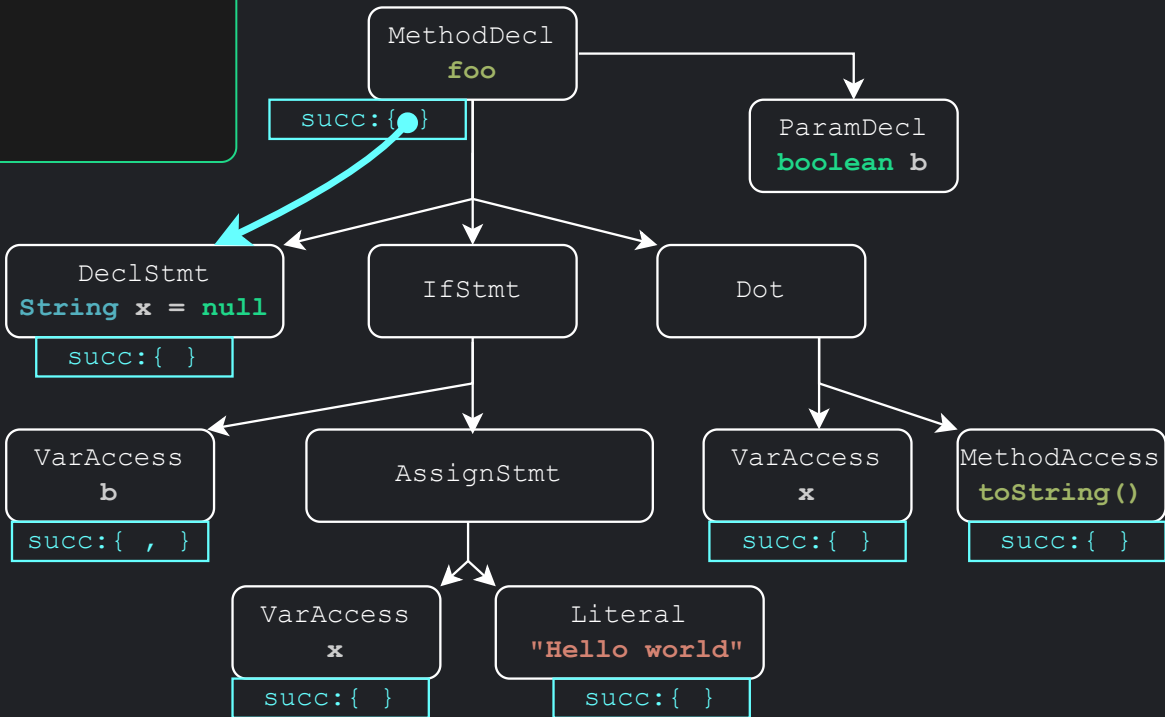 MethodDecl
foo
succ:{ }
ParamDecl
boolean b
DeclStmt
String x = null
succ:{ }
IfStmt
Dot
VarAccess
b
succ:{ , }
AssignStmt
VarAccess
x
succ:{ }
MethodAccess
toString()
succ:{ }
VarAccess
x
succ:{ }
Literal
"Hello world"
succ:{ }